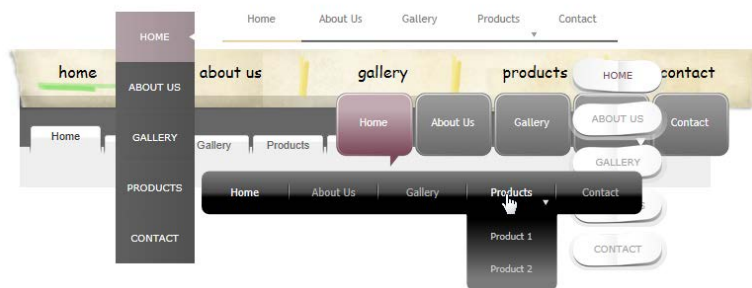 Home About Us Gallery Products Contact
HOME
ABOUT US
GALLERY
PRODUCTS
CONTACT
home about us gallery products contact
Home About Us Gallery Contact
Home Gallery Products
HOME
ABOUT US
GALLERY
CONTACT
Home About Us Gallery Products Contact
Product 1
Product 2